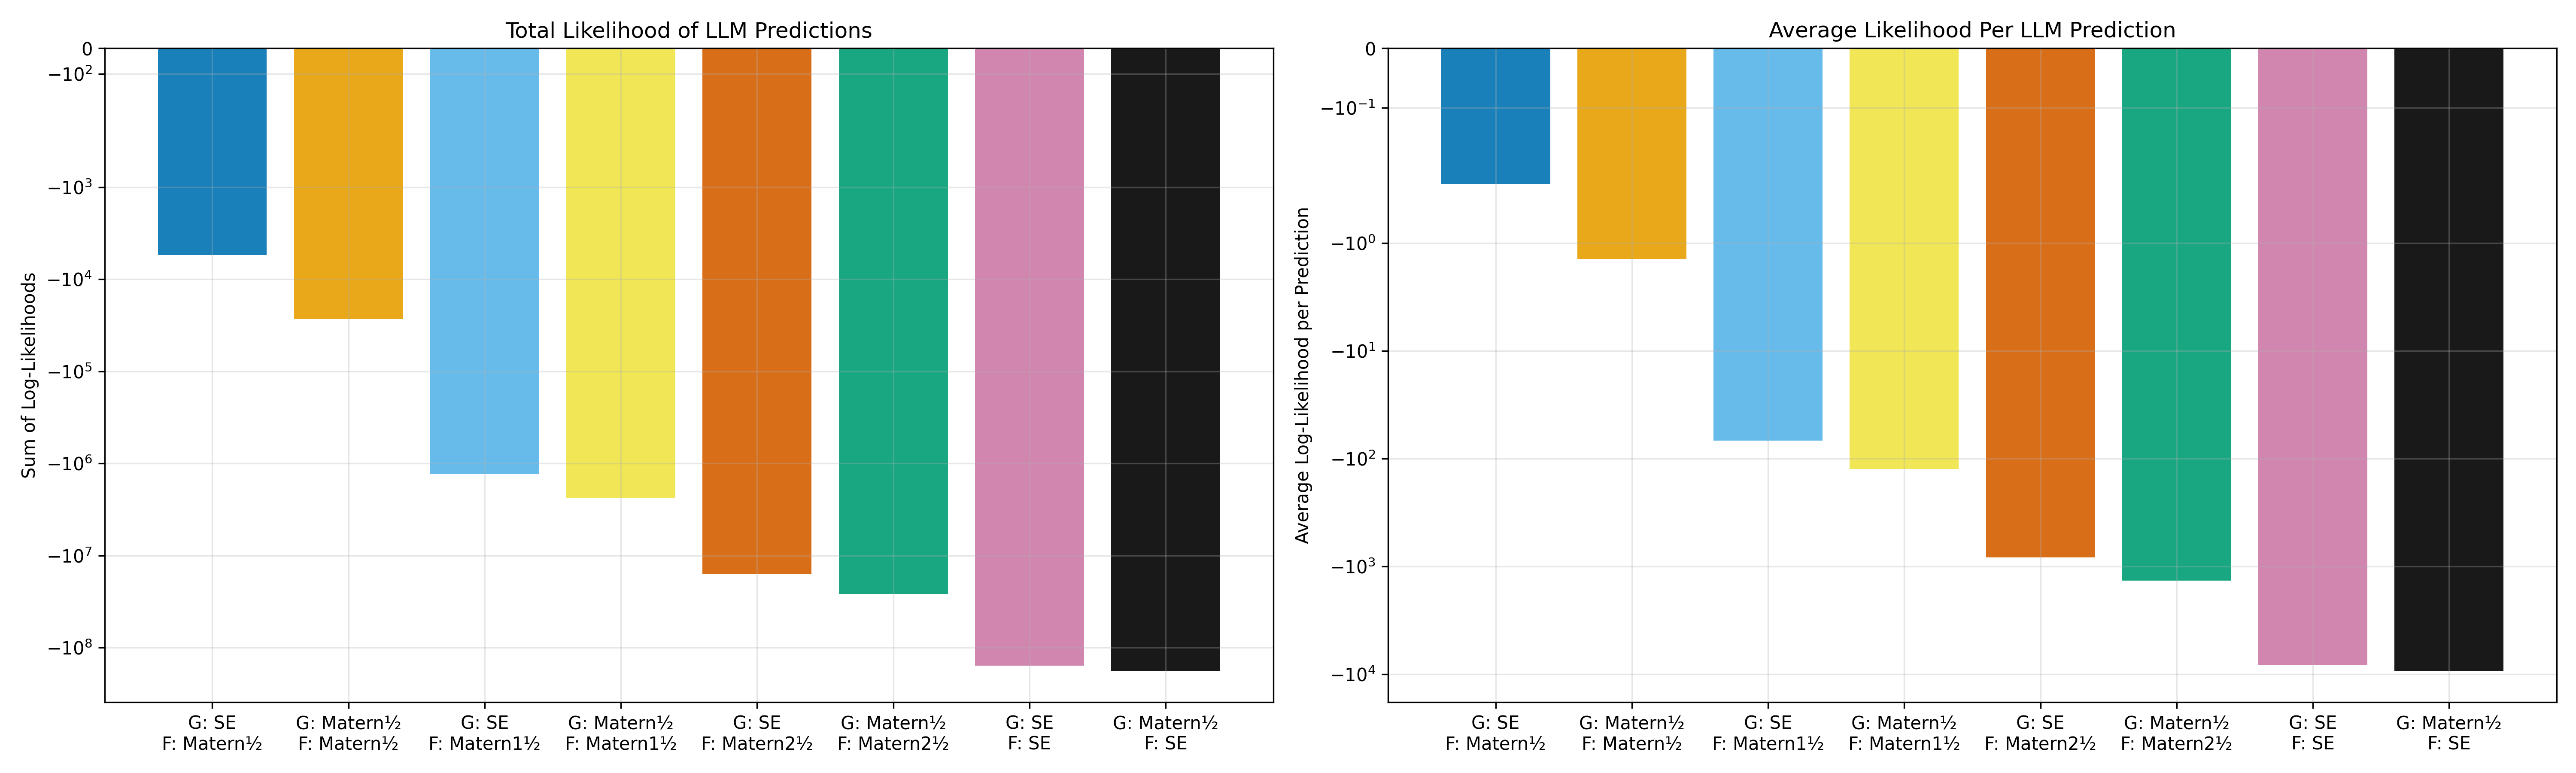 Total Likelihood of LLM Predictions
Sum of Log-Likelihoods
0
−10²
−10³
−10⁴
−10⁵
−10⁶
−10⁷
−10⁸
G: SE
F: Matern½
G: Matern½
F: Matern½
G: SE
F: Matern1½
G: Matern½
F: Matern1½
G: SE
F: Matern2½
G: Matern½
F: Matern2½
G: SE
F: SE
G: Matern½
F: SE
Average Likelihood Per LLM Prediction
Average Log-Likelihood per Prediction
0
−10⁻¹
−10⁰
−10¹
−10²
−10³
−10⁴
G: SE
F: Matern½
G: Matern½
F: Matern½
G: SE
F: Matern1½
G: Matern½
F: Matern1½
G: SE
F: Matern2½
G: Matern½
F: Matern2½
G: SE
F: SE
G: Matern½
F: SE